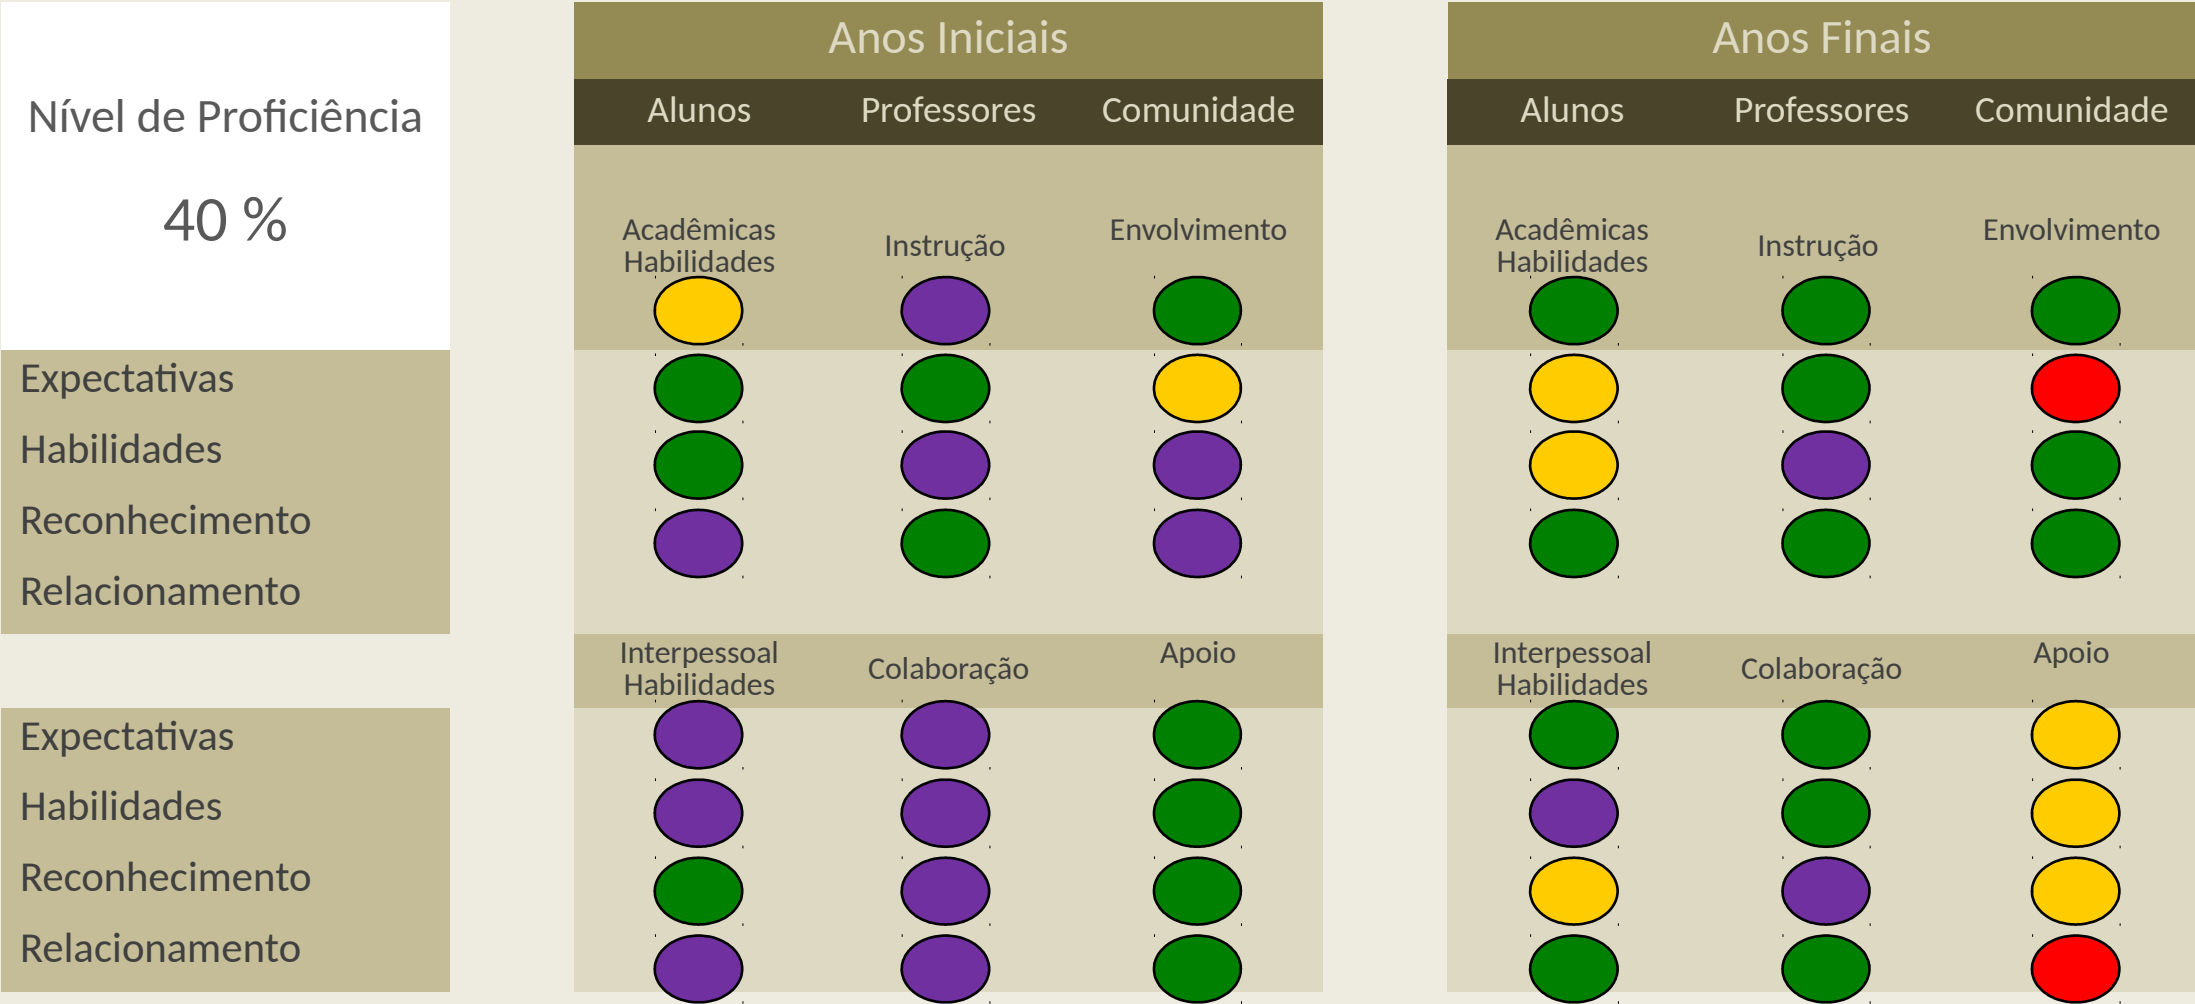 Nível de Proficiência
40 %
Expectativas
Habilidades
Reconhecimento
Relacionamento
Expectativas
Habilidades
Reconhecimento
Relacionamento
Anos Iniciais
Alunos Professores Comunidade
Acadêmicas
Habilidades
Instrução
Envolvimento
Interpessoal
Habilidades
Colaboração
Apoio
Anos Finais
Alunos Professores Comunidade
Acadêmicas
Habilidades
Instrução
Envolvimento
Interpessoal
Habilidades
Colaboração
Apoio